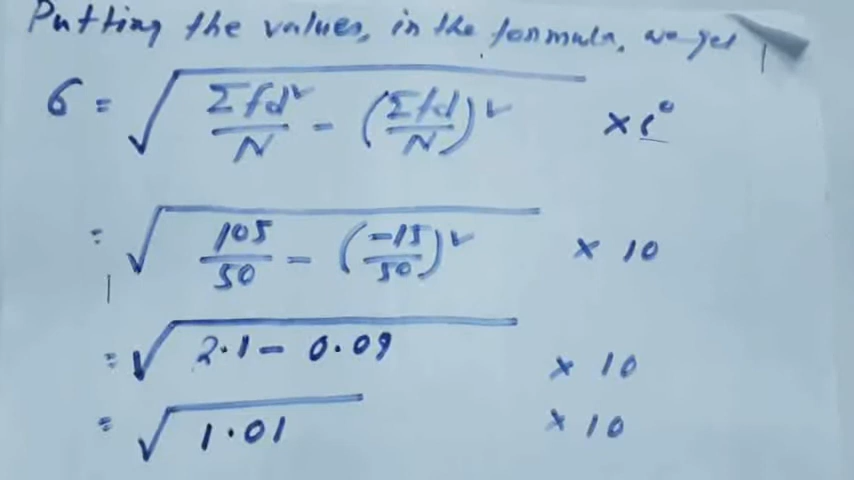 Putting the values, in the formula, we get
σ = √(Σfd²/N - (Σfd/N)²) × i
= √(105/50 - (-15/50)²) × 10
= √(2.1 - 0.09) × 10
= √(1.01) × 10